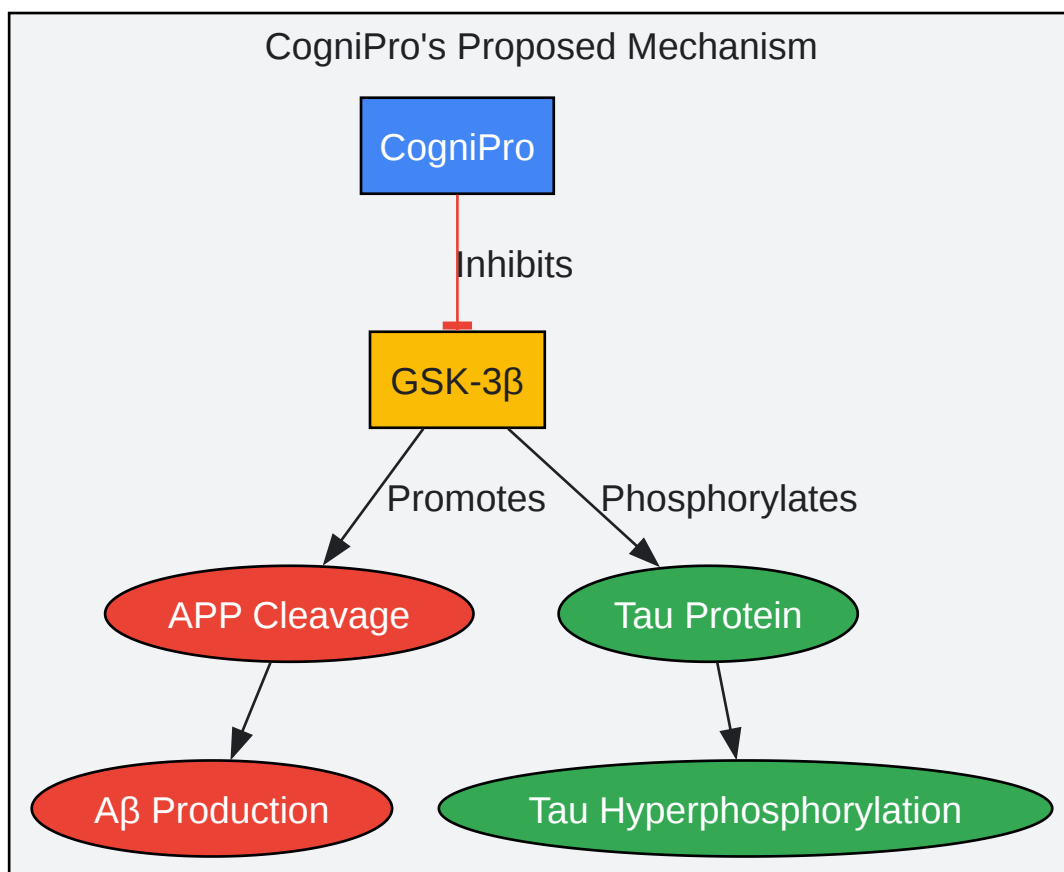 CogniPro's Proposed Mechanism
CogniPro
Inhibits
GSK-3β
Promotes
Phosphorylates
APP Cleavage
Tau Protein
Aβ Production
Tau Hyperphosphorylation